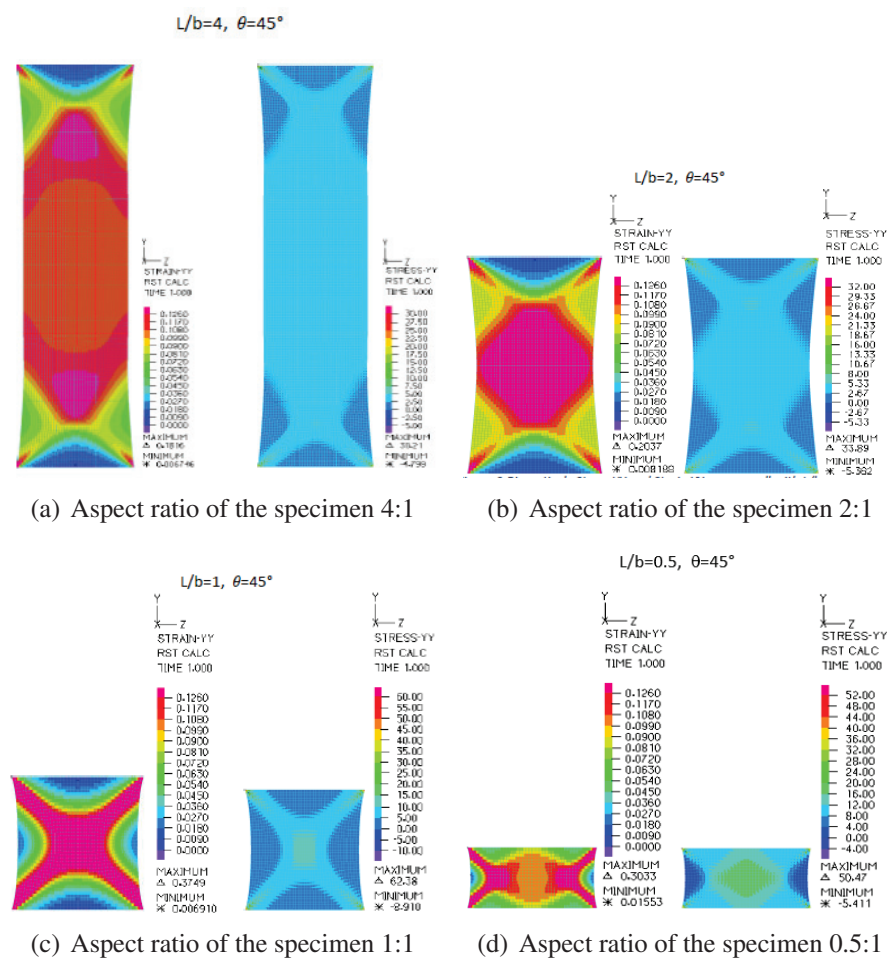 L/b=4, θ=45°
Y
Z
STRAIN-YY
RST CALC
TIME 1.000
0.1260
0.1170
0.1080
0.0990
0.0900
0.0810
0.0720
0.0630
0.0540
0.0450
0.0360
0.0270
0.0180
0.0090
0.0000
MAXIMUM
△ 0.1816
MINIMUM
✳ 0.006746
Y
Z
STRESS-YY
RST CALC
TIME 1.000
30.00
27.50
25.00
22.50
20.00
17.50
15.00
12.50
10.00
7.50
5.00
2.50
0.00
-2.50
-5.00
MAXIMUM
△ 38.21
MINIMUM
✳ -4.799
(a) Aspect ratio of the specimen 4:1
L/b=2, θ=45°
Y
Z
STRAIN-YY
RST CALC
TIME 1.000
0.1260
0.1170
0.1080
0.0990
0.0900
0.0810
0.0720
0.0630
0.0540
0.0450
0.0360
0.0270
0.0180
0.0090
0.0000
MAXIMUM
△ 0.2037
MINIMUM
✳ 0.008188
Y
Z
STRESS-YY
RST CALC
TIME 1.000
32.00
29.33
26.67
24.00
21.33
18.67
16.00
13.33
10.67
8.00
5.33
2.67
0.00
-2.67
-5.33
MAXIMUM
△ 33.89
MINIMUM
✳ -5.362
(b) Aspect ratio of the specimen 2:1
L/b=1, θ=45°
Y
Z
STRAIN-YY
RST CALC
TIME 1.000
0.1260
0.1170
0.1080
0.0990
0.0900
0.0810
0.0720
0.0630
0.0540
0.0450
0.0360
0.0270
0.0180
0.0090
0.0000
MAXIMUM
△ 0.3749
MINIMUM
✳ 0.006910
Y
Z
STRESS-YY
RST CALC
TIME 1.000
60.00
55.00
50.00
45.00
40.00
35.00
30.00
25.00
20.00
15.00
10.00
5.00
0.00
-5.00
-10.00
MAXIMUM
△ 62.38
MINIMUM
✳ -8.910
(c) Aspect ratio of the specimen 1:1
L/b=0.5, θ=45°
Y
Z
STRAIN-YY
RST CALC
TIME 1.000
0.1260
0.1170
0.1080
0.0990
0.0900
0.0810
0.0720
0.0630
0.0540
0.0450
0.0360
0.0270
0.0180
0.0090
0.0000
MAXIMUM
△ 0.3033
MINIMUM
✳ 0.01553
Y
Z
STRESS-YY
RST CALC
TIME 1.000
52.00
48.00
44.00
40.00
36.00
32.00
28.00
24.00
20.00
16.00
12.00
8.00
4.00
0.00
-4.00
MAXIMUM
△ 50.47
MINIMUM
✳ -5.411
(d) Aspect ratio of the specimen 0.5:1